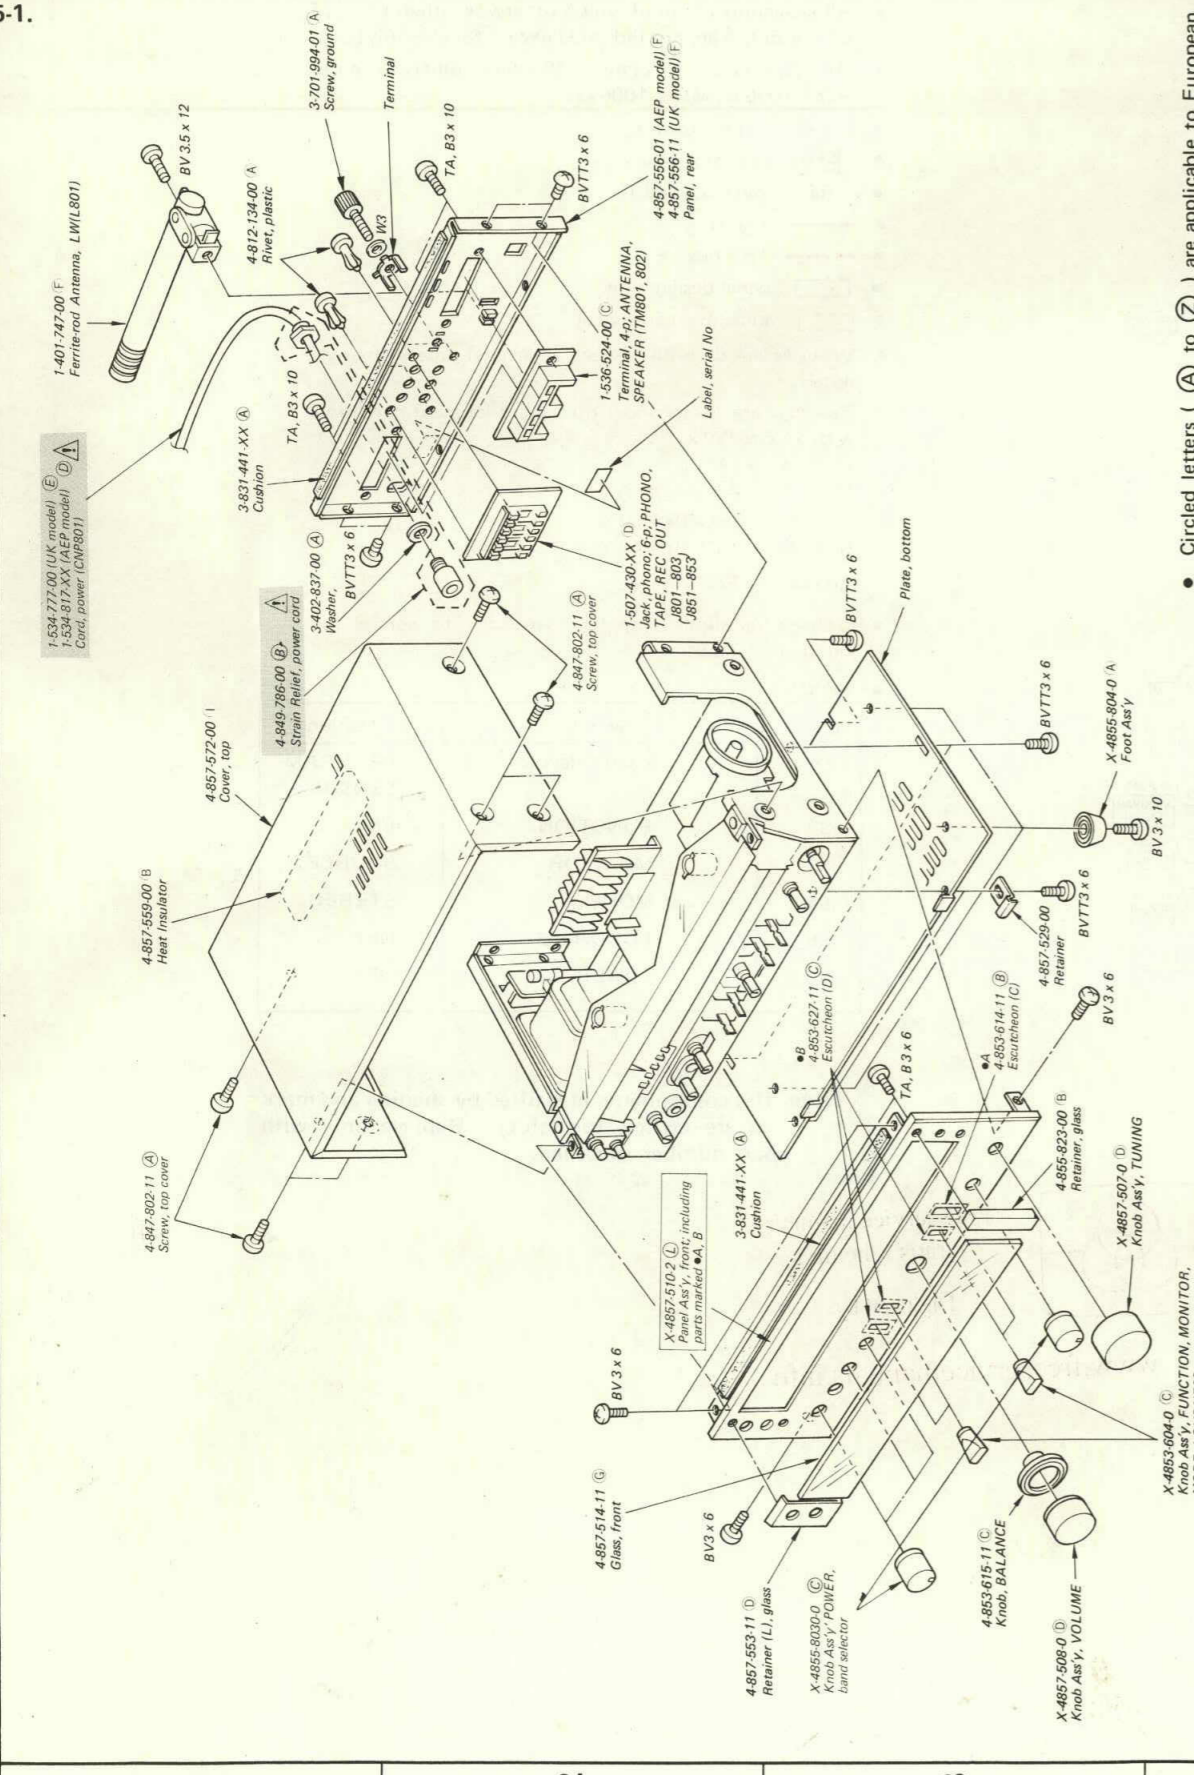 5-1.
1-401-747-00 (F)
Ferrite-rod Antenna, LW(L801)
BV 3.5 x 12
3-701-994-01 (A)
Screw, ground
Terminal
4-812-134-00 (A)
Rivet, plastic
W3
TA, B3 x 10
BVTT3 x 6
4-857-556-01 (AEP model) (F)
4-857-556-11 (UK model) (F)
Panel, rear
1-534-777-00 (UK model) (E)
1-534-817-XX (AEP model) (D)
Cord, power (CNP801)
TA, B3 x 10
3-831-441-XX (A)
Cushion
1-536-524-00 (C)
Terminal, 4-p; ANTENNA,
SPEAKER (TM801, 802)
Label, serial No
3-402-837-00 (A)
Washer,
BVTT3 x 6
1-507-430-XX (D)
Jack, phono; 6-p; PHONO,
TAPE, REC OUT
(J801–803
J851–853)
4-849-786-00 (B)
Strain Relief, power cord
4-847-802-11 (A)
Screw, top cover
4-857-572-00 (I)
Cover, top
4-857-559-00 (B)
Heat Insulator
4-847-802-11 (A)
Screw, top cover
Plate, bottom
BVTT3 x 6
BVTT3 x 6
X-4855-804-0 (A)
Foot Ass'y
BV 3 x 10
BVTT3 x 6
4-857-529-00
Retainer
BV3 x 6
●B
4-853-627-11 (C)
Escutcheon (D)
TA, B3 x 6
●A
4-853-614-11 (B)
Escutcheon (C)
3-831-441-XX (A)
Cushion
X-4857-510-2 (L)
Panel Ass'y, front; including
parts marked ●A, B
BV3 x 6
4-855-823-00 (B)
Retainer, glass
X-4857-507-0 (D)
Knob Ass'y, TUNING
4-857-514-11 (G)
Glass, front
BV3 x 6
4-857-553-11 (D)
Retainer (L), glass
X-4855-8030-0 (C)
Knob Ass'y' POWER,
band selector
4-853-615-11 (C)
Knob, BALANCE
X-4857-508-0 (D)
Knob Ass'y, VOLUME
X-4853-604-0 (C)
Knob Ass'y, FUNCTION, MONITOR,
● Circled letters ( (A) to (Z) ) are applicable to European